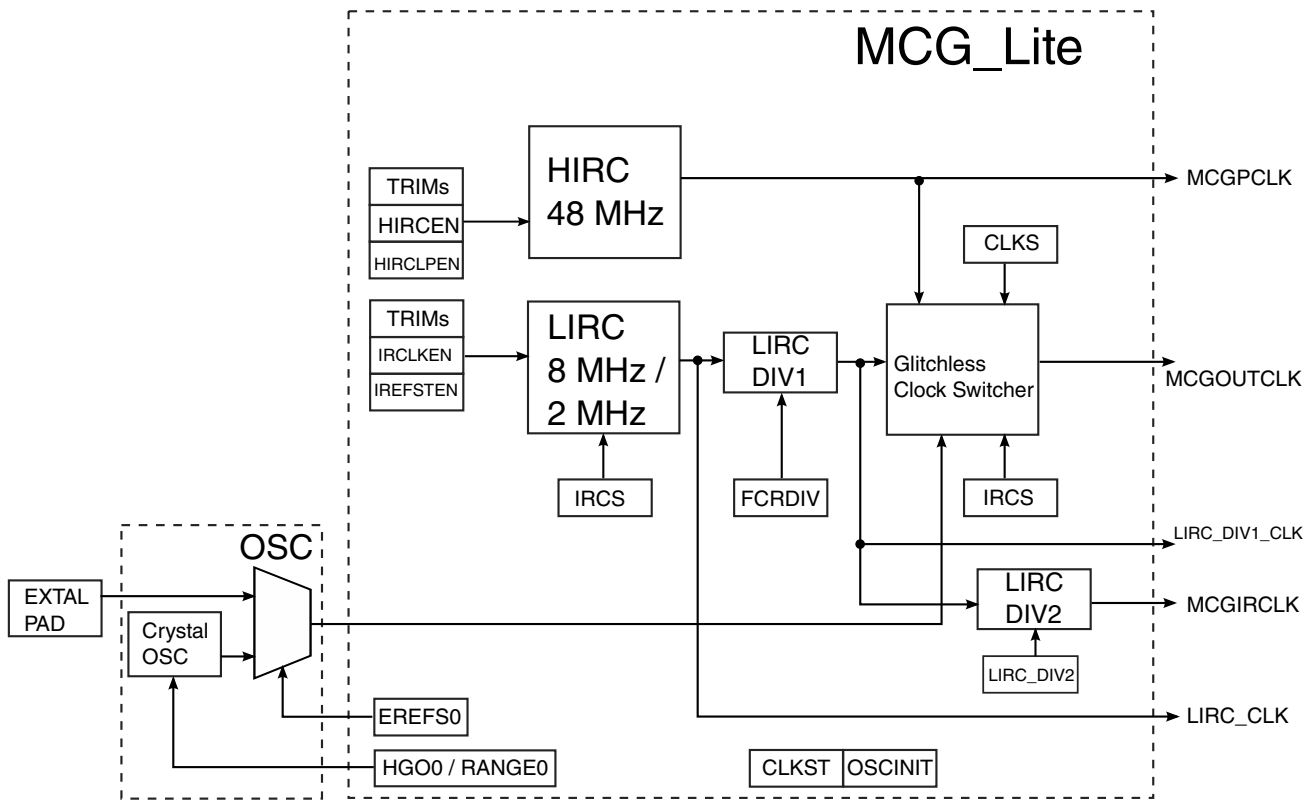 MCG_Lite
HIRC
48 MHz
TRIMs
HIRCEN
HIRCLPEN
MCGPCLK
CLKS
TRIMs
IRCLKEN
IREFSTEN
LIRC
8 MHz /
2 MHz
LIRC
DIV1
Glitchless
Clock Switcher
MCGOUTCLK
IRCS
FCRDIV
IRCS
OSC
LIRC_DIV1_CLK
EXTAL
PAD
Crystal
OSC
LIRC
DIV2
MCGIRCLK
LIRC_DIV2
EREFS0
LIRC_CLK
HGO0 / RANGE0
CLKST
OSCINIT